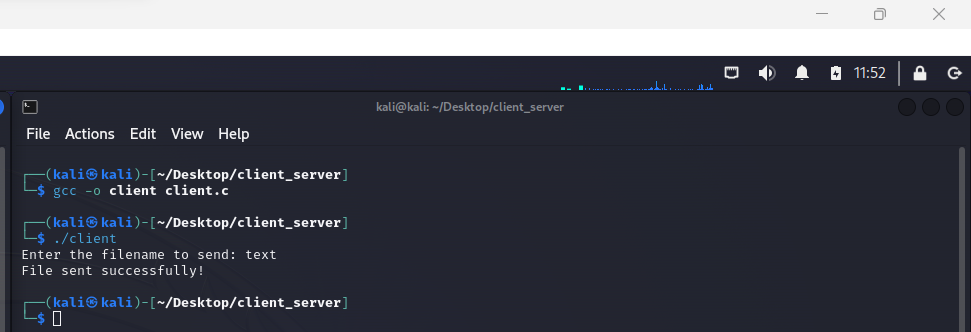 11:52
kali@kali: ~/Desktop/client_server
File Actions Edit View Help
┌──(kali㉿kali)-[~/Desktop/client_server]
└─$ gcc -o client client.c
┌──(kali㉿kali)-[~/Desktop/client_server]
└─$ ./client
Enter the filename to send: text
File sent successfully!
┌──(kali㉿kali)-[~/Desktop/client_server]
└─$